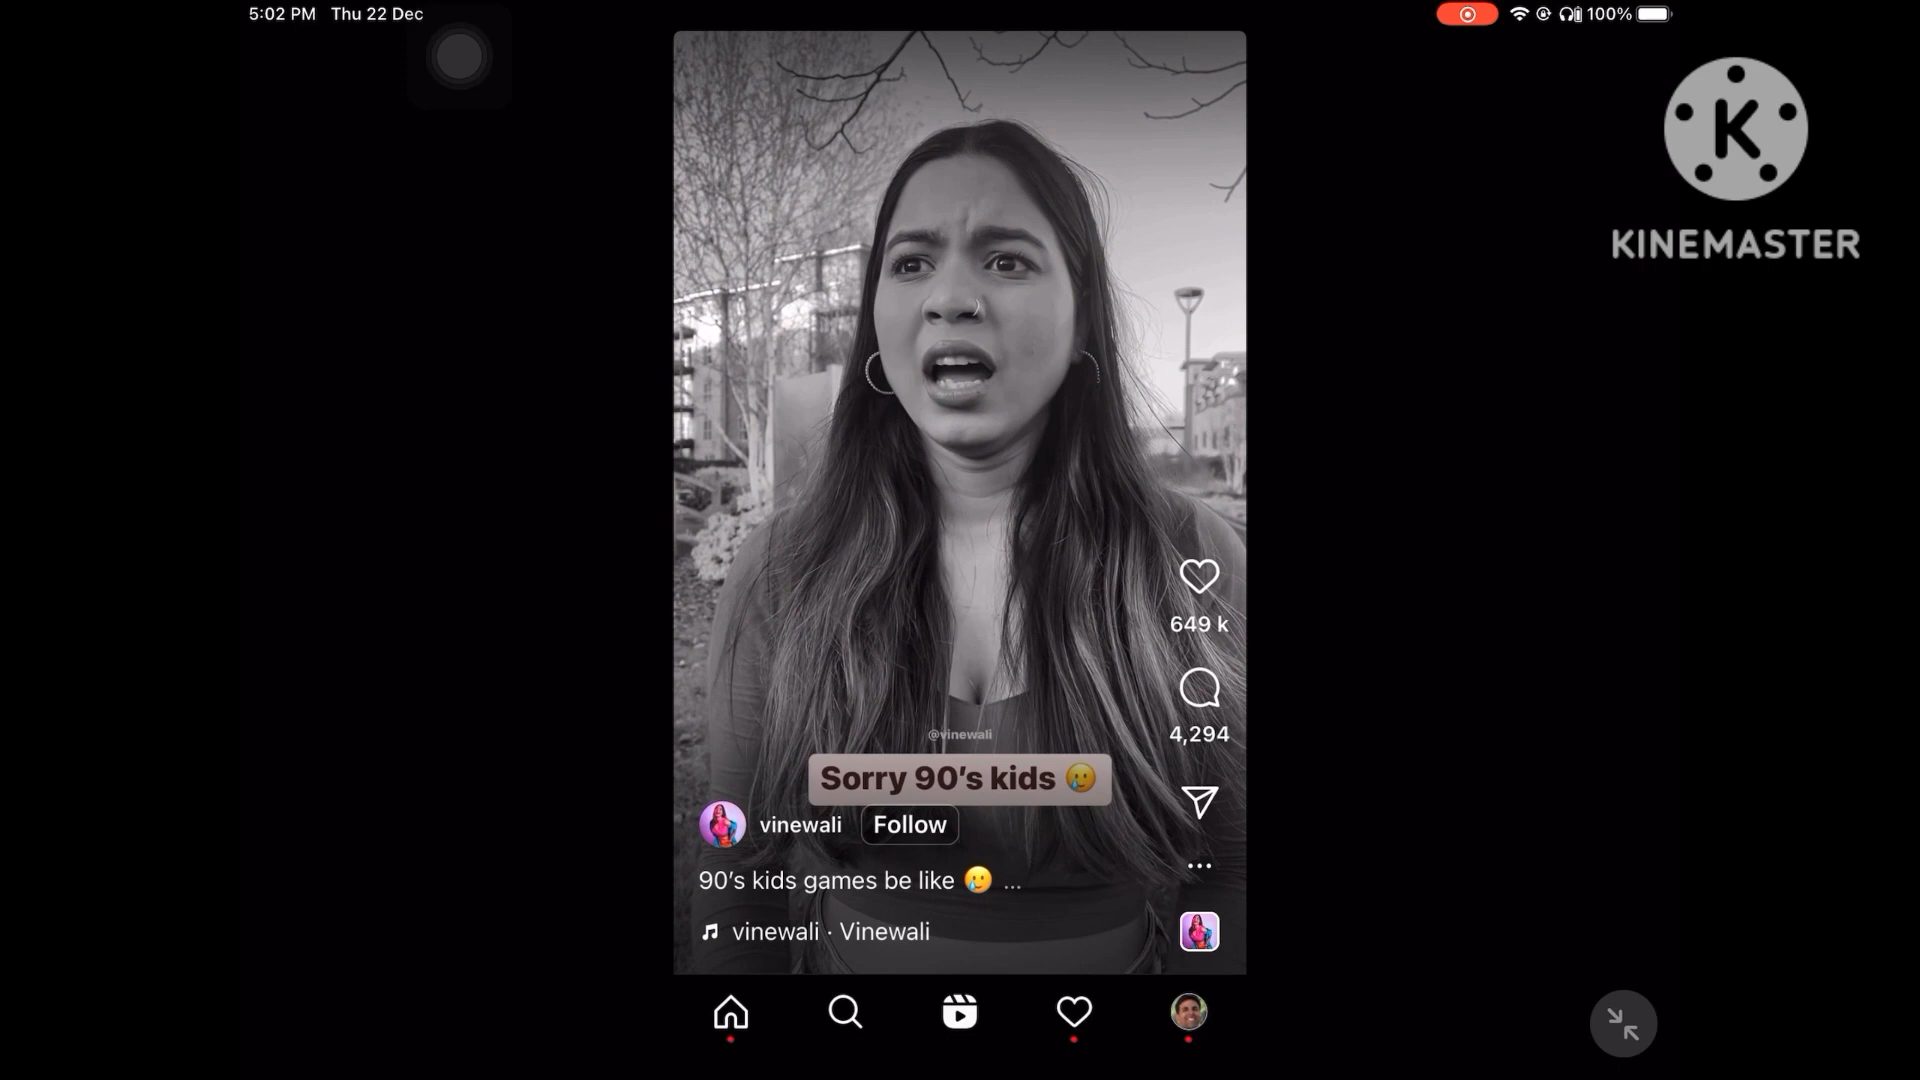 5:02 PM Thu 22 Dec
100%
K
KINEMASTER
649 k
4,294
@vinewali
Sorry 90's kids 🥲
vinewali Follow
90's kids games be like 🥲 ...
vinewali · Vinewali